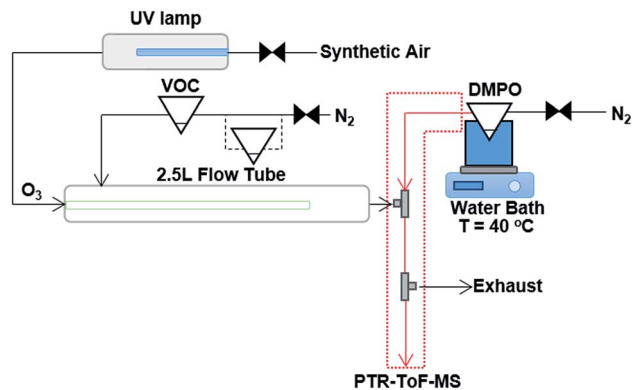 UV lamp
Synthetic Air
VOC
DMPO
N2
N2
2.5L Flow Tube
O3
Water Bath
T = 40 °C
Exhaust
PTR-ToF-MS